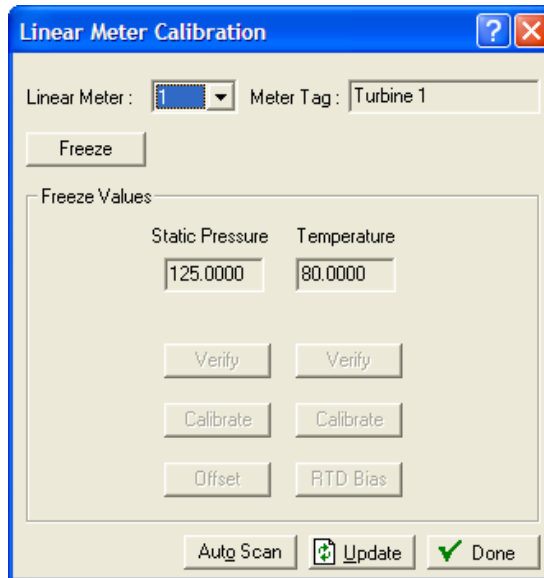 Linear Meter Calibration
Linear Meter : 1 Meter Tag : Turbine 1
Freeze
Freeze Values
Static Pressure Temperature
125.0000 80.0000
Verify Verify
Calibrate Calibrate
Offset RTD Bias
Auto Scan Update Done